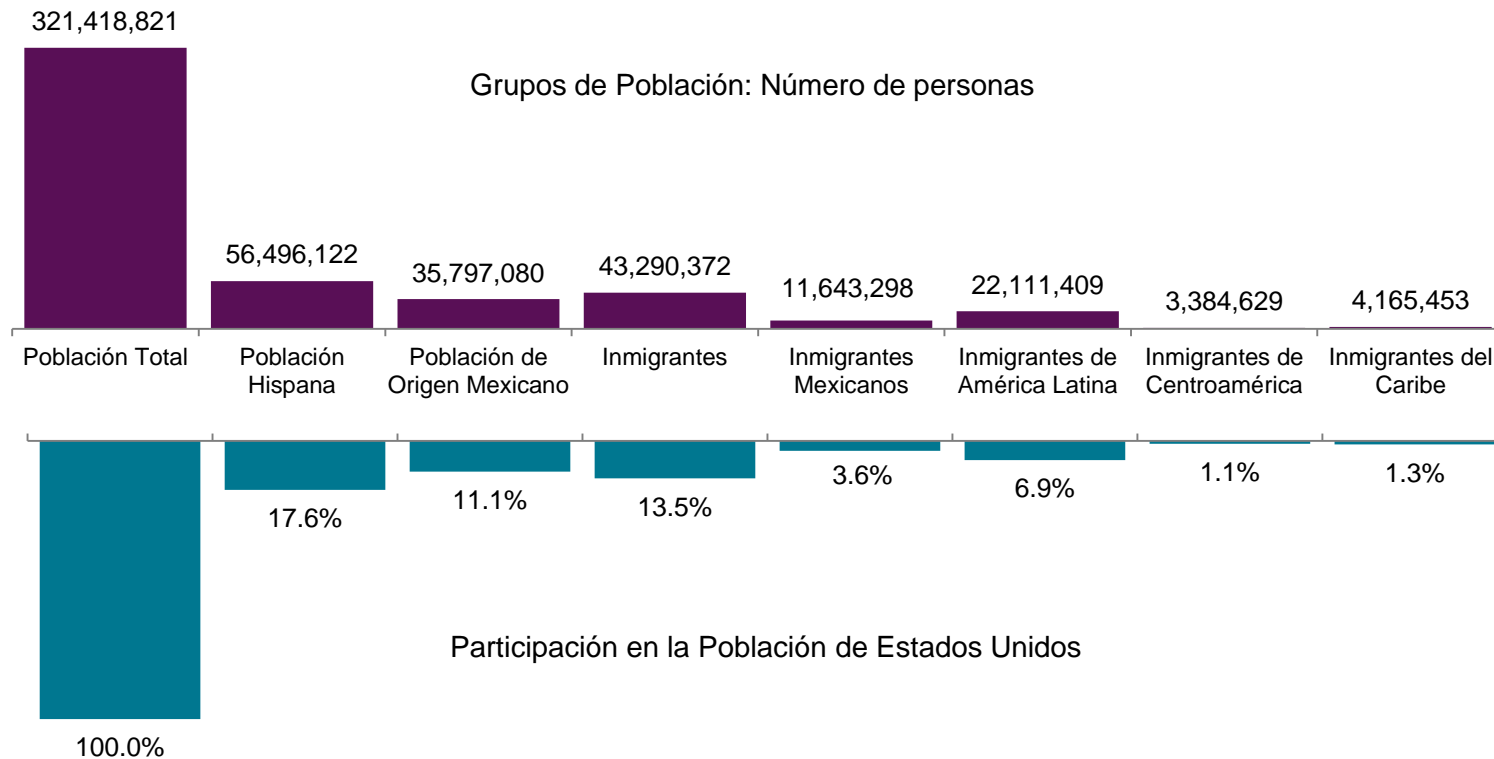 321,418,821
Grupos de Población: Número de personas
56,496,122
35,797,080
43,290,372
11,643,298
22,111,409
3,384,629
4,165,453
Población Total
Población
Hispana
Población de
Origen Mexicano
Inmigrantes
Inmigrantes
Mexicanos
Inmigrantes de
América Latina
Inmigrantes de
Centroamérica
Inmigrantes del
Caribe
17.6%
11.1%
13.5%
3.6%
6.9%
1.1%
1.3%
Participación en la Población de Estados Unidos
100.0%